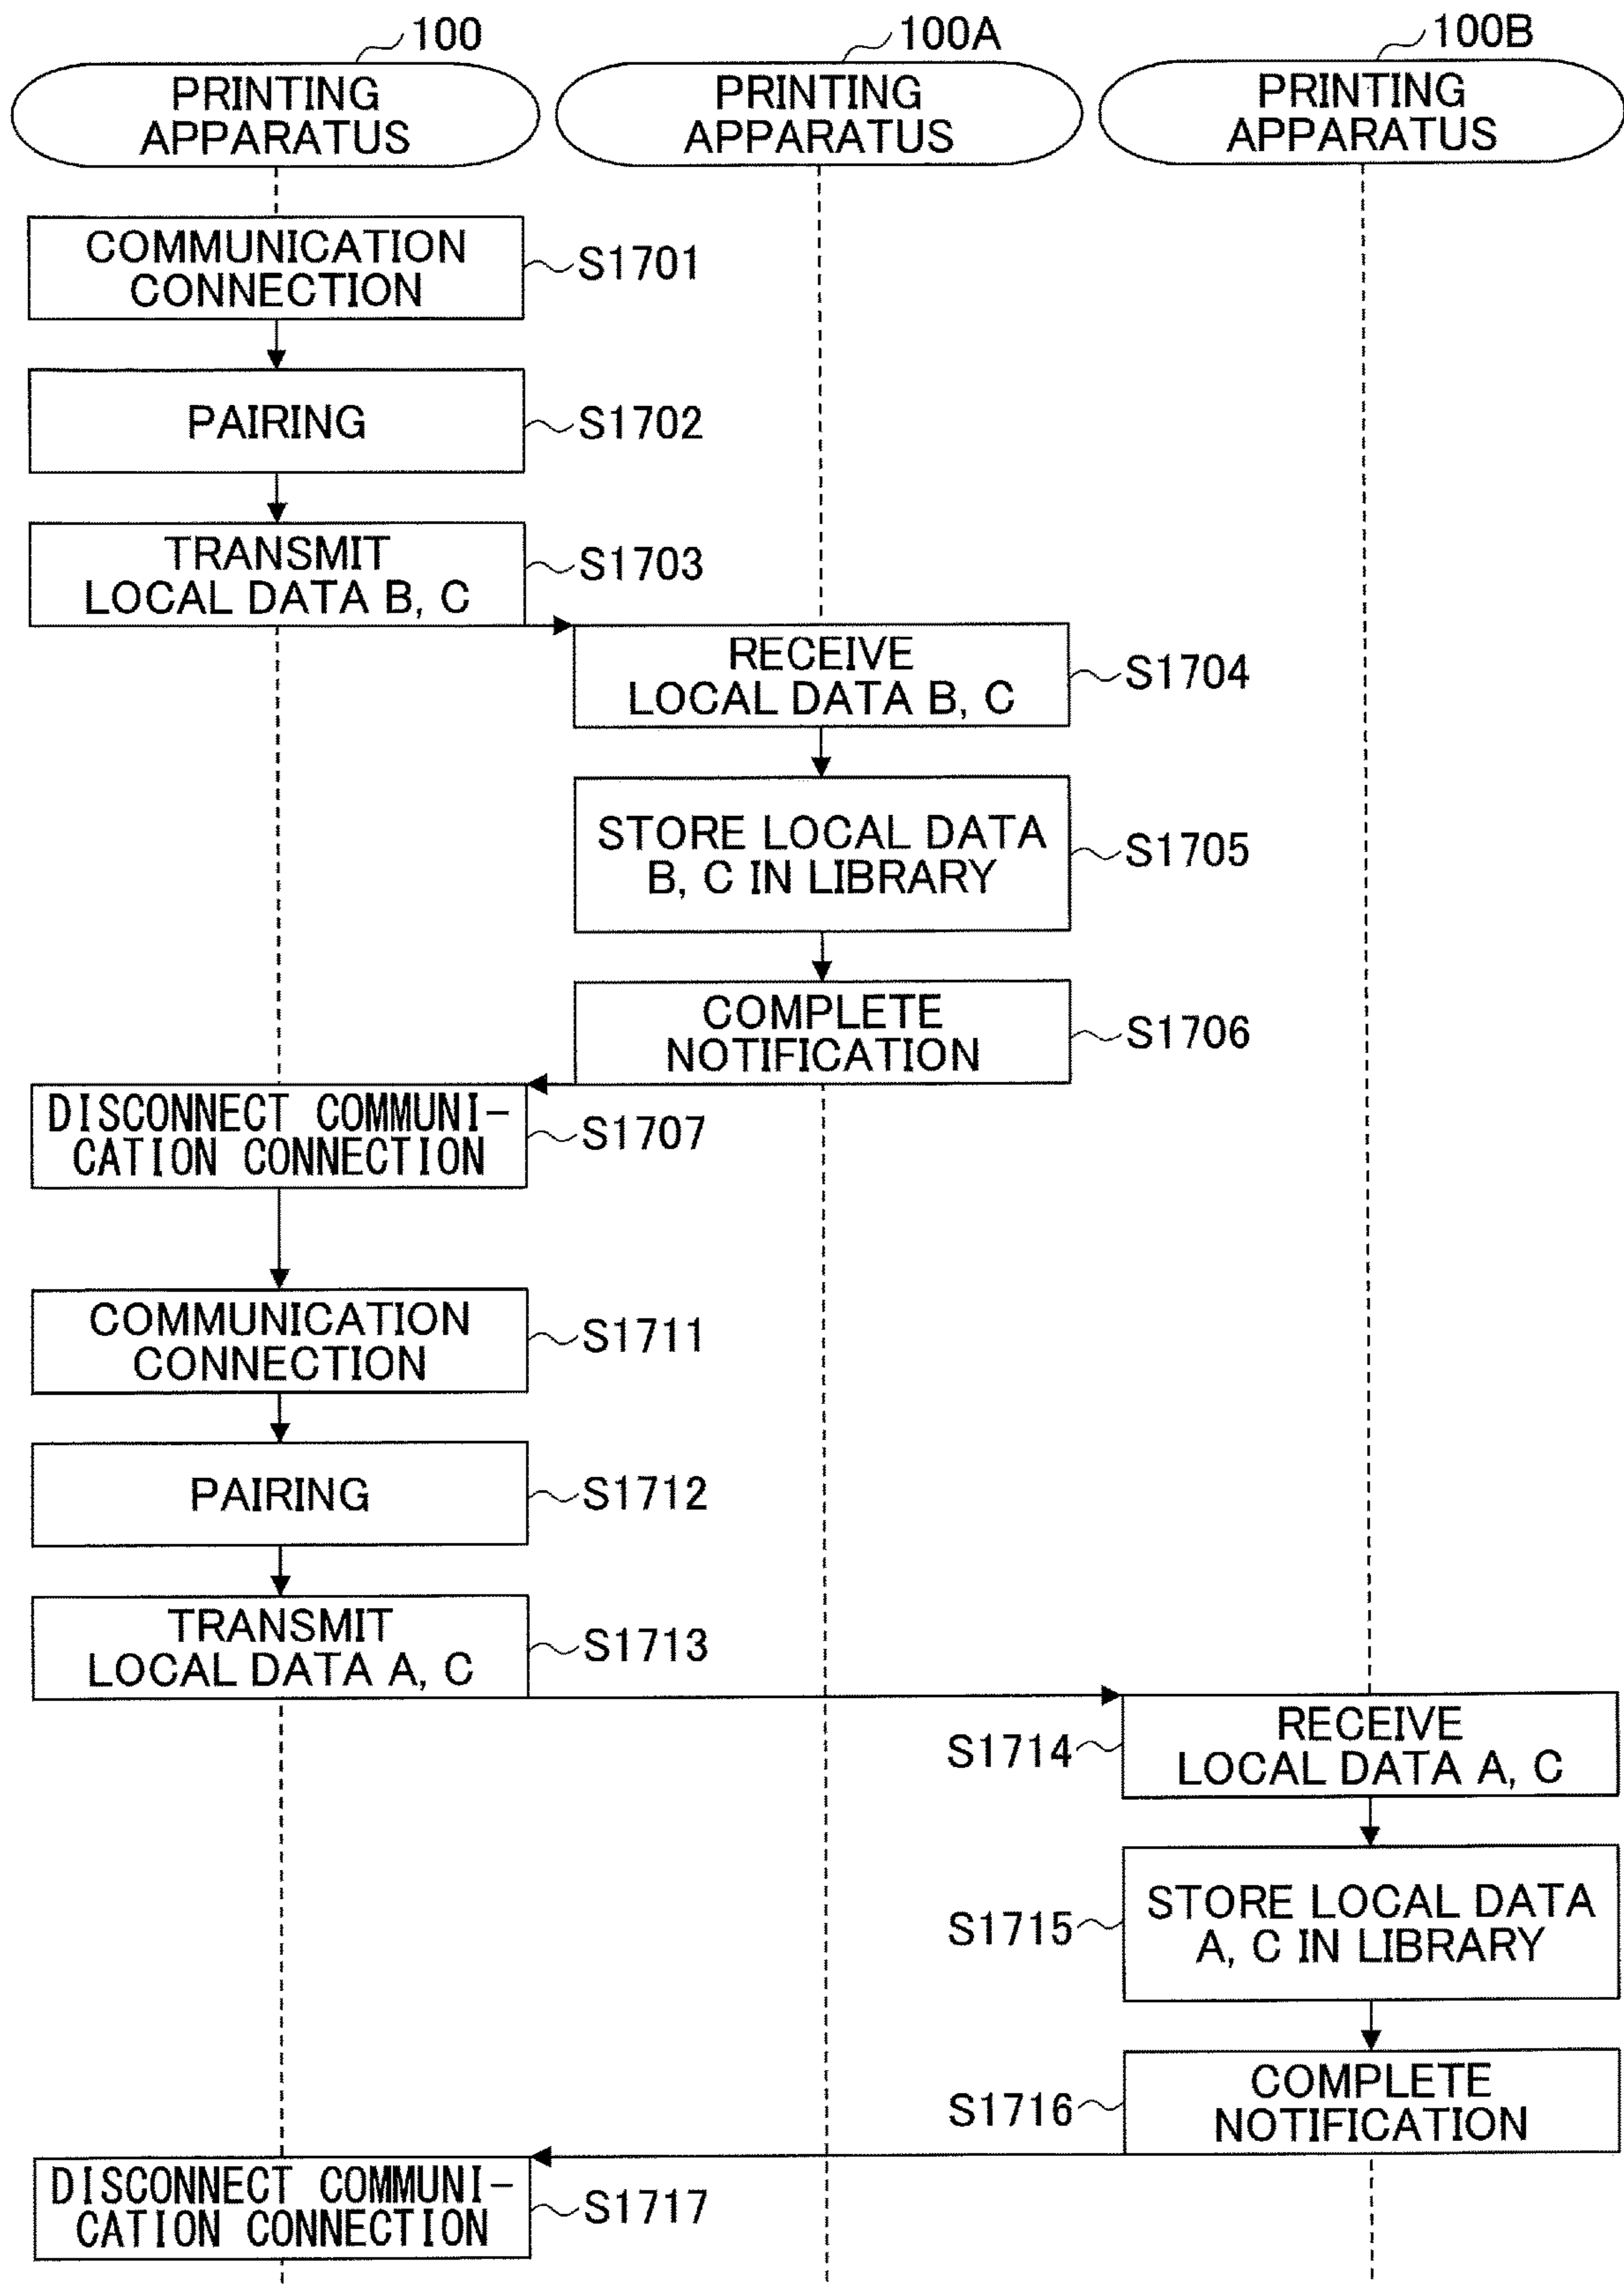 100
100A
100B
PRINTING
APPARATUS
PRINTING
APPARATUS
PRINTING
APPARATUS
COMMUNICATION
CONNECTION
S1701
PAIRING
S1702
TRANSMIT
LOCAL DATA B, C
S1703
RECEIVE
LOCAL DATA B, C
S1704
STORE LOCAL DATA
B, C IN LIBRARY
S1705
COMPLETE
NOTIFICATION
S1706
DISCONNECT COMMUNI-
CATION CONNECTION
S1707
COMMUNICATION
CONNECTION
S1711
PAIRING
S1712
TRANSMIT
LOCAL DATA A, C
S1713
RECEIVE
LOCAL DATA A, C
S1714
STORE LOCAL DATA
A, C IN LIBRARY
S1715
COMPLETE
NOTIFICATION
S1716
DISCONNECT COMMUNI-
CATION CONNECTION
S1717